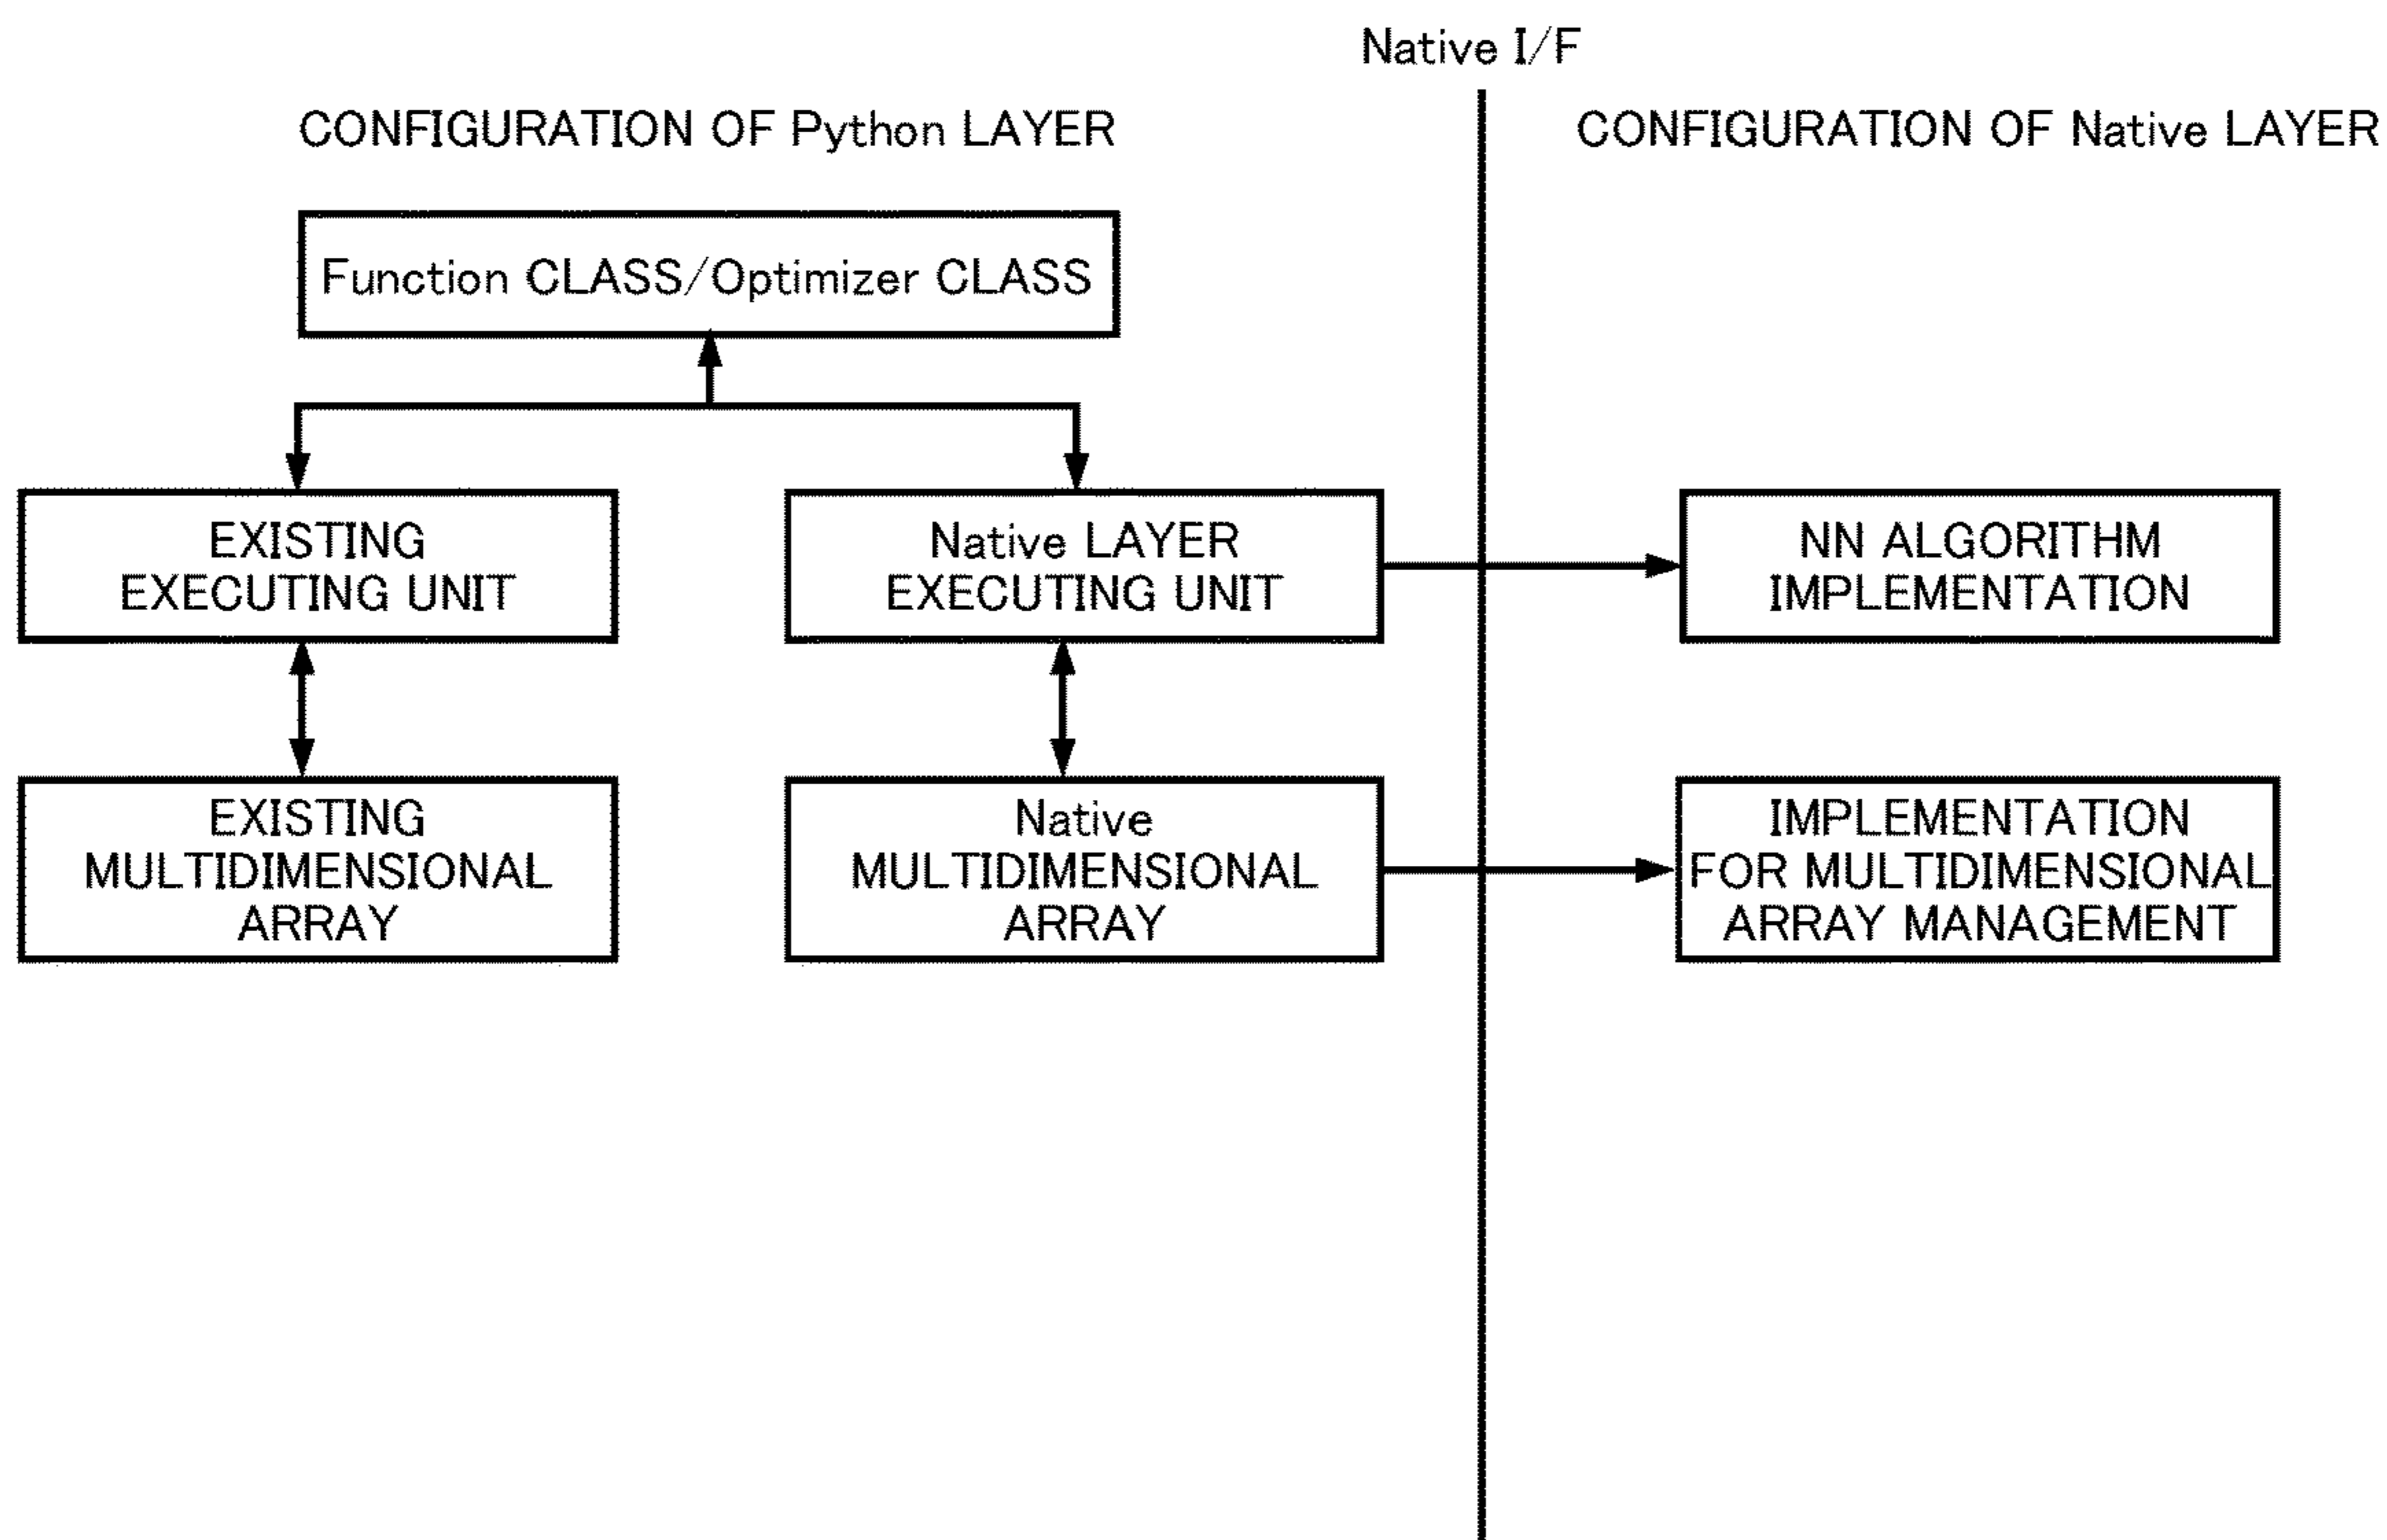 Native I/F
CONFIGURATION OF Python LAYER
CONFIGURATION OF Native LAYER
Function CLASS/Optimizer CLASS
EXISTING
EXECUTING UNIT
Native LAYER
EXECUTING UNIT
NN ALGORITHM
IMPLEMENTATION
EXISTING
MULTIDIMENSIONAL
ARRAY
Native
MULTIDIMENSIONAL
ARRAY
IMPLEMENTATION
FOR MULTIDIMENSIONAL
ARRAY MANAGEMENT